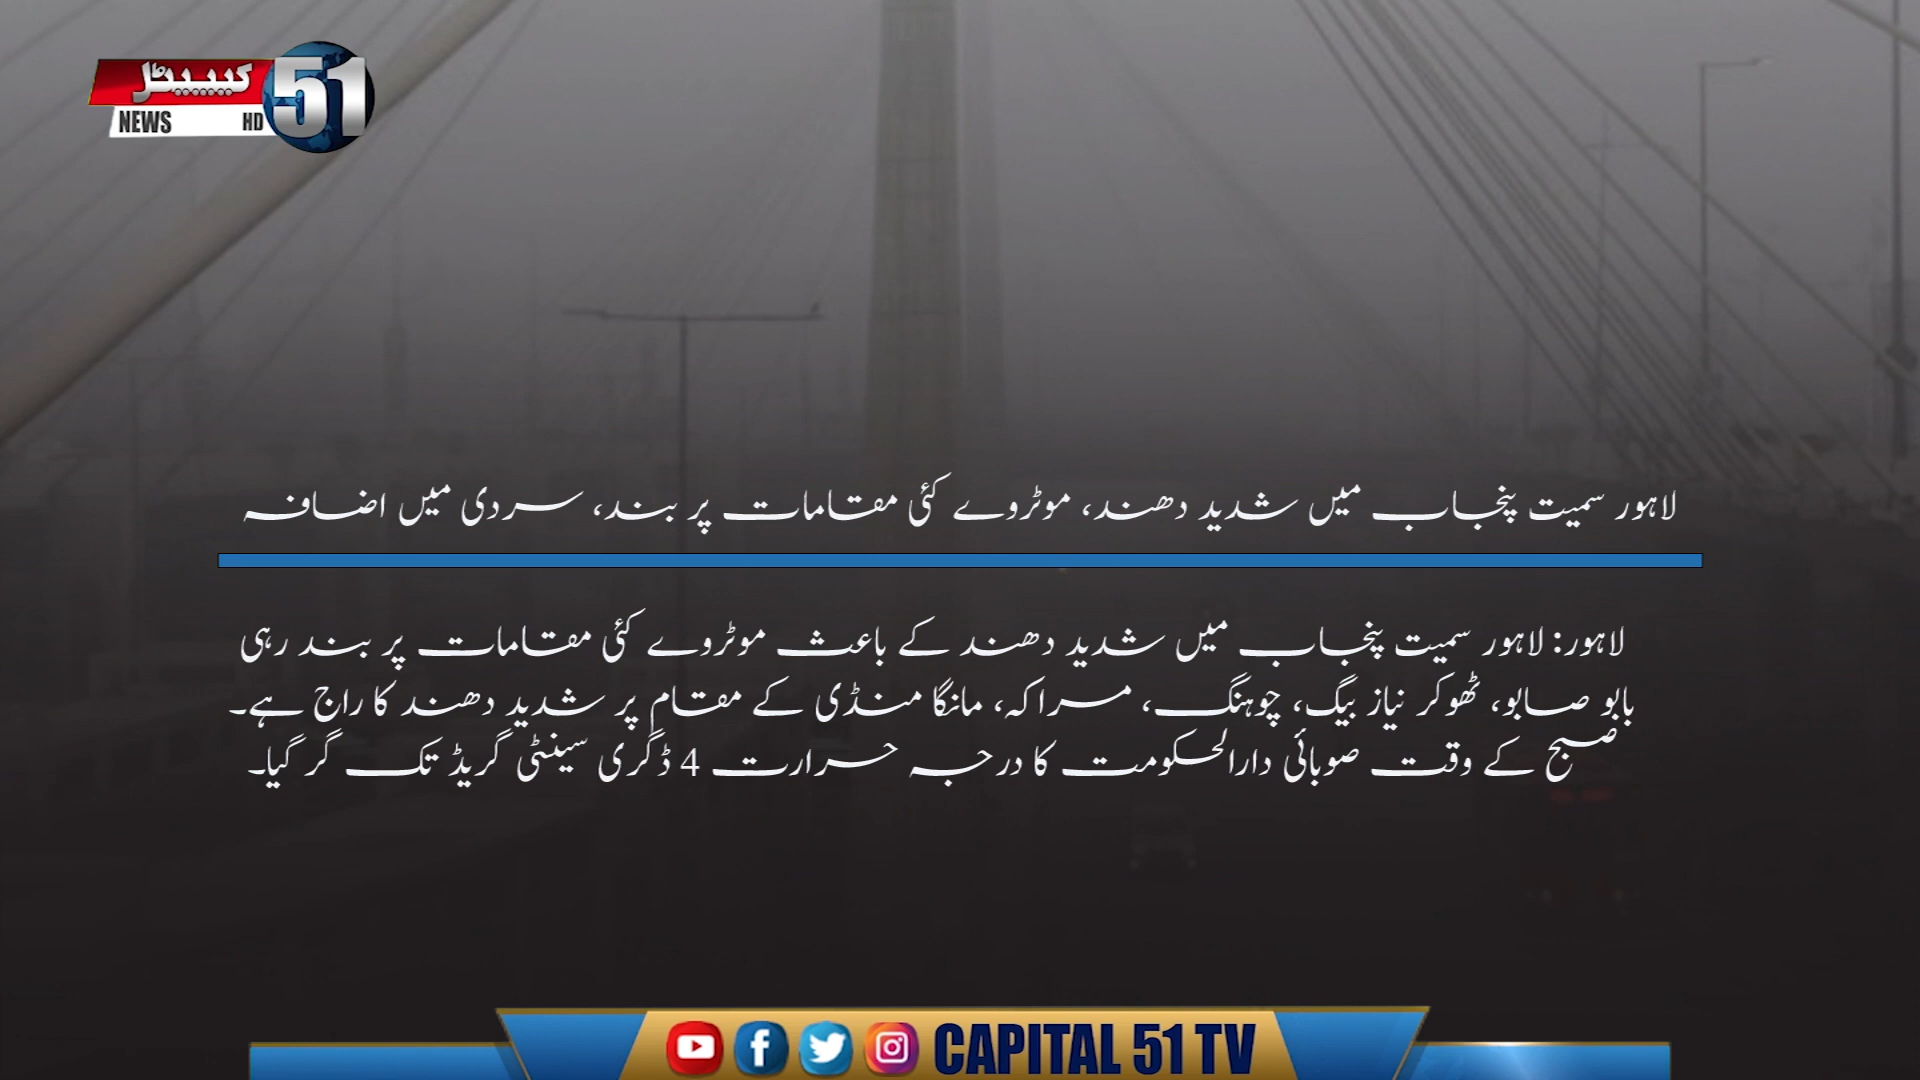 کیپیٹل
51
NEWS HD
لاہور سمیت پنجاب میں شدید دھند، موٹروے کئی مقامات پر بند، سردی میں اضافہ
لاہور: لاہور سمیت پنجاب میں شدید دھند کے باعث موٹروے کئی مقامات پر بند رہی
بابو صابو، ٹھوکر نیاز بیگ، چوہنگ، مراکہ، مانگا منڈی کے مقام پر شدید دھند کا راج ہے۔
صبح کے وقت صوبائی دارالحکومت کا درجہ حرارت 4 ڈگری سینٹی گریڈ تک گر گیا۔
CAPITAL 51 TV